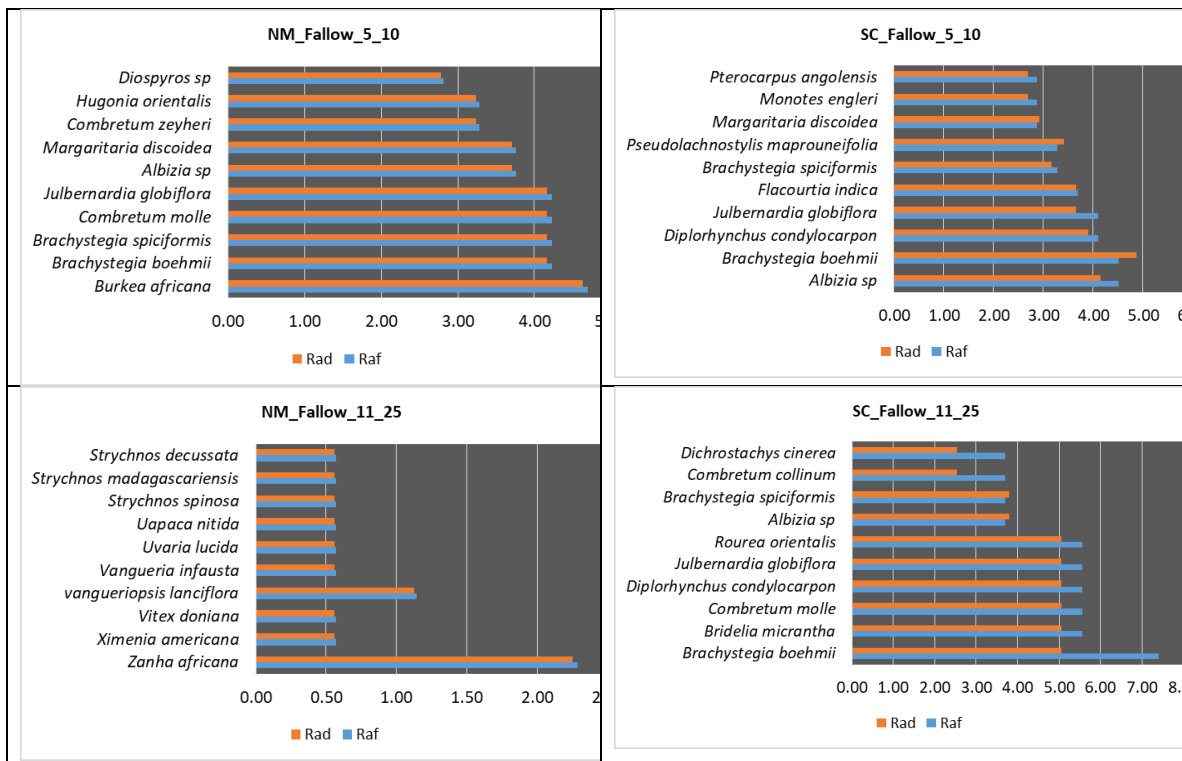 NM_Fallow_5_10
Diospyros sp
Hugonia orientalis
Combretum zeyheri
Margaritaria discoidea
Albizia sp
Julbernardia globiflora
Combretum molle
Brachystegia spiciformis
Brachystegia boehmii
Burkea africana
0.00 1.00 2.00 3.00 4.00 5
Rad Raf
SC_Fallow_5_10
Pterocarpus angolensis
Monotes engleri
Margaritaria discoidea
Pseudolachnostylis maprouneifolia
Brachystegia spiciformis
Flacourtia indica
Julbernardia globiflora
Diplorhynchus condylocarpon
Brachystegia boehmii
Albizia sp
0.00 1.00 2.00 3.00 4.00 5.00 6
Rad Raf
NM_Fallow_11_25
Strychnos decussata
Strychnos madagascariensis
Strychnos spinosa
Uapaca nitida
Uvaria lucida
Vangueria infausta
vangueriopsis lanciflora
Vitex doniana
Ximenia americana
Zanha africana
0.00 0.50 1.00 1.50 2.00 2
Rad Raf
SC_Fallow_11_25
Dichrostachys cinerea
Combretum collinum
Brachystegia spiciformis
Albizia sp
Rourea orientalis
Julbernardia globiflora
Diplorhynchus condylocarpon
Combretum molle
Bridelia micrantha
Brachystegia boehmii
0.00 1.00 2.00 3.00 4.00 5.00 6.00 7.00 8.
Rad Raf